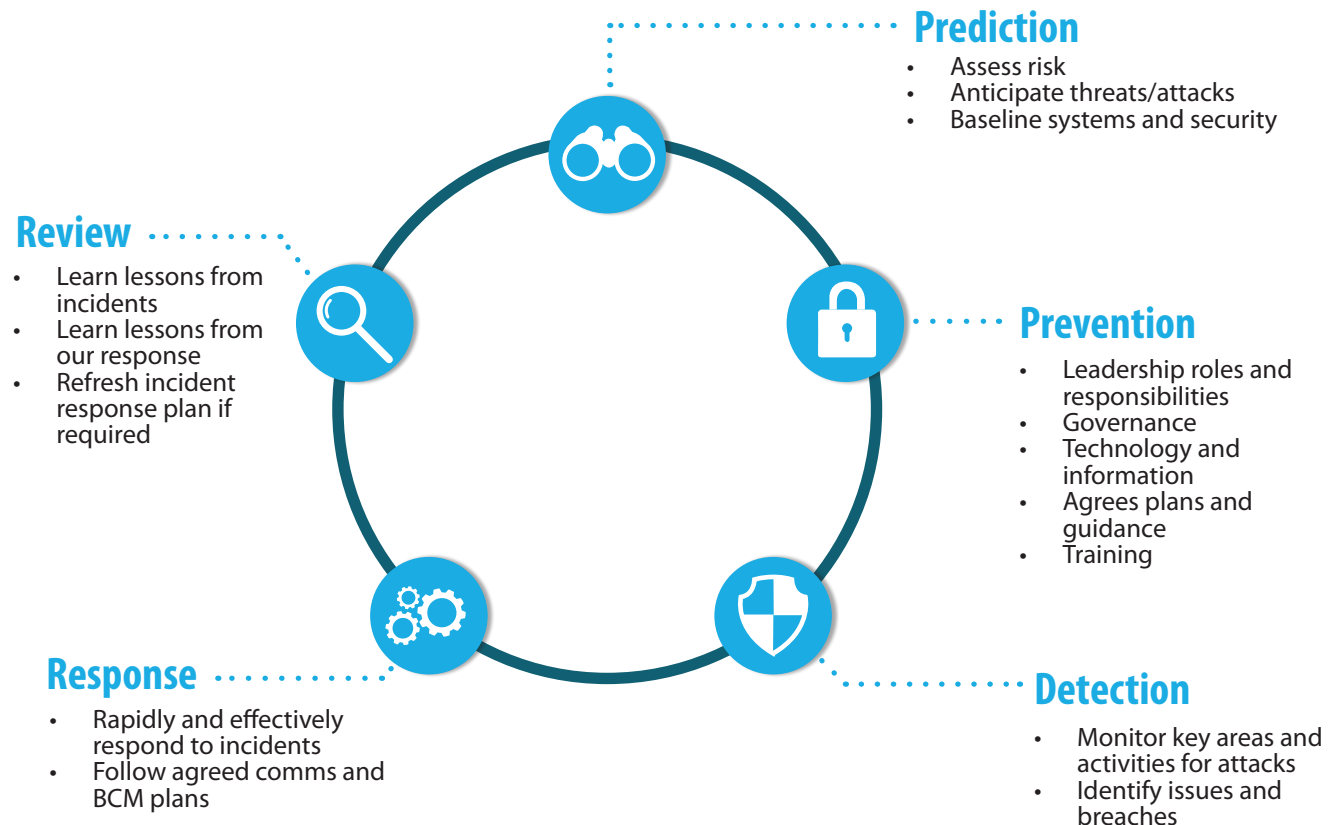 Prediction
• Assess risk
• Anticipate threats/attacks
• Baseline systems and security
Prevention
• Leadership roles and
responsibilities
• Governance
• Technology and
information
• Agrees plans and
guidance
• Training
Detection
• Monitor key areas and
activities for attacks
• Identify issues and
breaches
Response
• Rapidly and effectively
respond to incidents
• Follow agreed comms and
BCM plans
Review
• Learn lessons from
incidents
• Learn lessons from
our response
• Refresh incident
response plan if
required